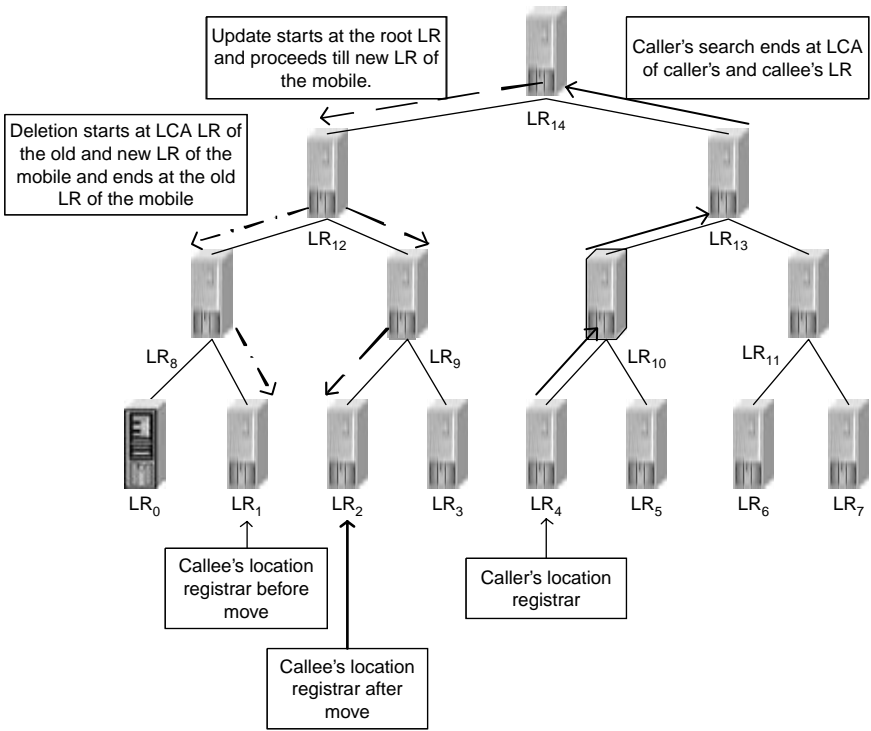 Update starts at the root LR
and proceeds till new LR of
the mobile.
Caller's search ends at LCA
of caller's and callee's LR
LR14
Deletion starts at LCA LR of
the old and new LR of the
mobile and ends at the old
LR of the mobile
LR12
LR13
LR8
LR9
LR10
LR11
LR0
LR1
LR2
LR3
LR4
LR5
LR6
LR7
Callee's location
registrar before
move
Caller's location
registrar
Callee's location
registrar after
move